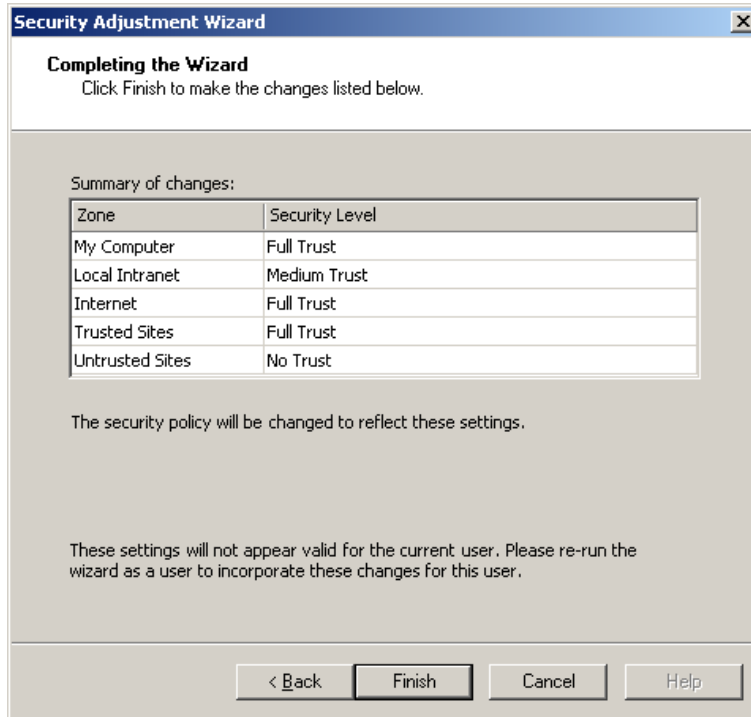 Security Adjustment Wizard
Completing the Wizard
Click Finish to make the changes listed below.
Summary of changes:
Zone Security Level
My Computer Full Trust
Local Intranet Medium Trust
Internet Full Trust
Trusted Sites Full Trust
Untrusted Sites No Trust
The security policy will be changed to reflect these settings.
These settings will not appear valid for the current user. Please re-run the
wizard as a user to incorporate these changes for this user.
< Back Finish Cancel Help